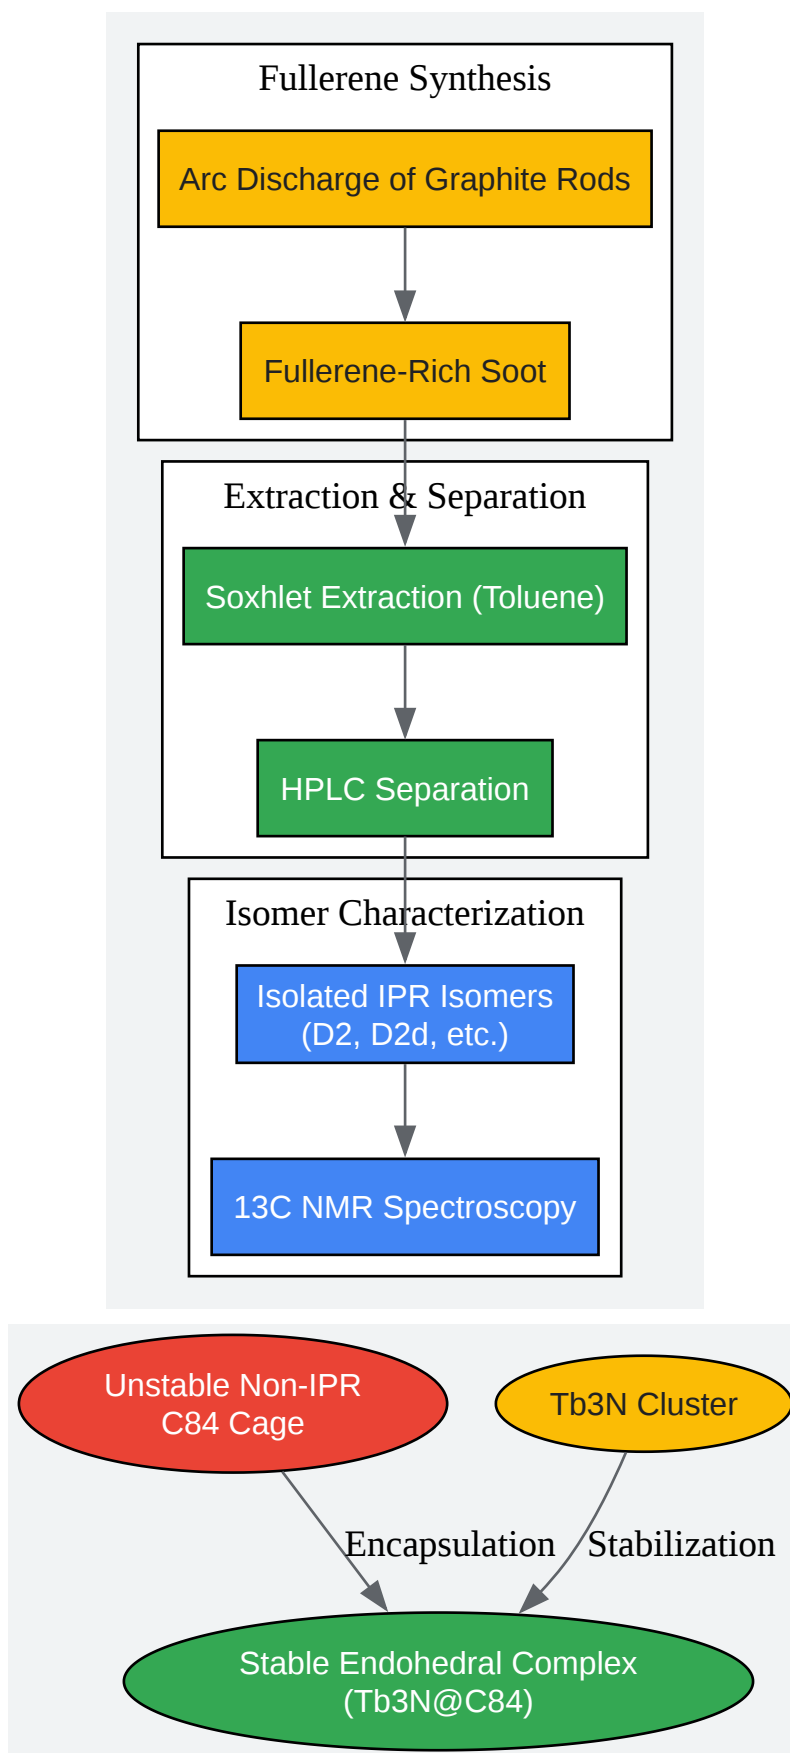 Fullerene Synthesis
Arc Discharge of Graphite Rods
Fullerene-Rich Soot
Extraction & Separation
Soxhlet Extraction (Toluene)
HPLC Separation
Isomer Characterization
Isolated IPR Isomers
(D2, D2d, etc.)
13C NMR Spectroscopy
Unstable Non-IPR
C84 Cage
Tb3N Cluster
Encapsulation
Stabilization
Stable Endohedral Complex
(Tb3N@C84)